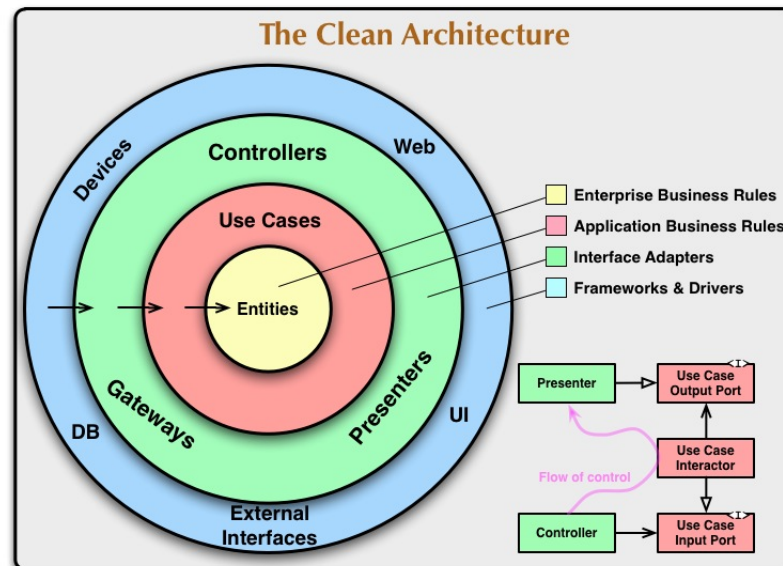 The Clean Architecture
Devices
Web
Controllers
Use Cases
Entities
Gateways
Presenters
DB
UI
External
Interfaces
Enterprise Business Rules
Application Business Rules
Interface Adapters
Frameworks & Drivers
Presenter
<I>
Use Case
Output Port
Use Case
Interactor
Flow of control
Controller
<I>
Use Case
Input Port